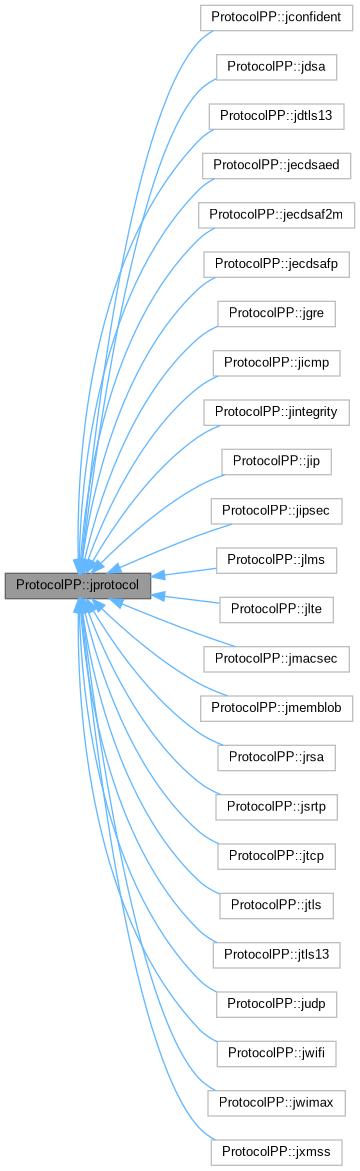 ProtocolPP::jconfident
ProtocolPP::jdsa
ProtocolPP::jdtls13
ProtocolPP::jecdsaed
ProtocolPP::jecdsaf2m
ProtocolPP::jecdsafp
ProtocolPP::jgre
ProtocolPP::jicmp
ProtocolPP::jintegrity
ProtocolPP::jip
ProtocolPP::jipsec
ProtocolPP::jlms
ProtocolPP::jprotocol
ProtocolPP::jlte
ProtocolPP::jmacsec
ProtocolPP::jmemblob
ProtocolPP::jrsa
ProtocolPP::jsrtp
ProtocolPP::jtcp
ProtocolPP::jtls
ProtocolPP::jtls13
ProtocolPP::judp
ProtocolPP::jwifi
ProtocolPP::jwimax
ProtocolPP::jxmss